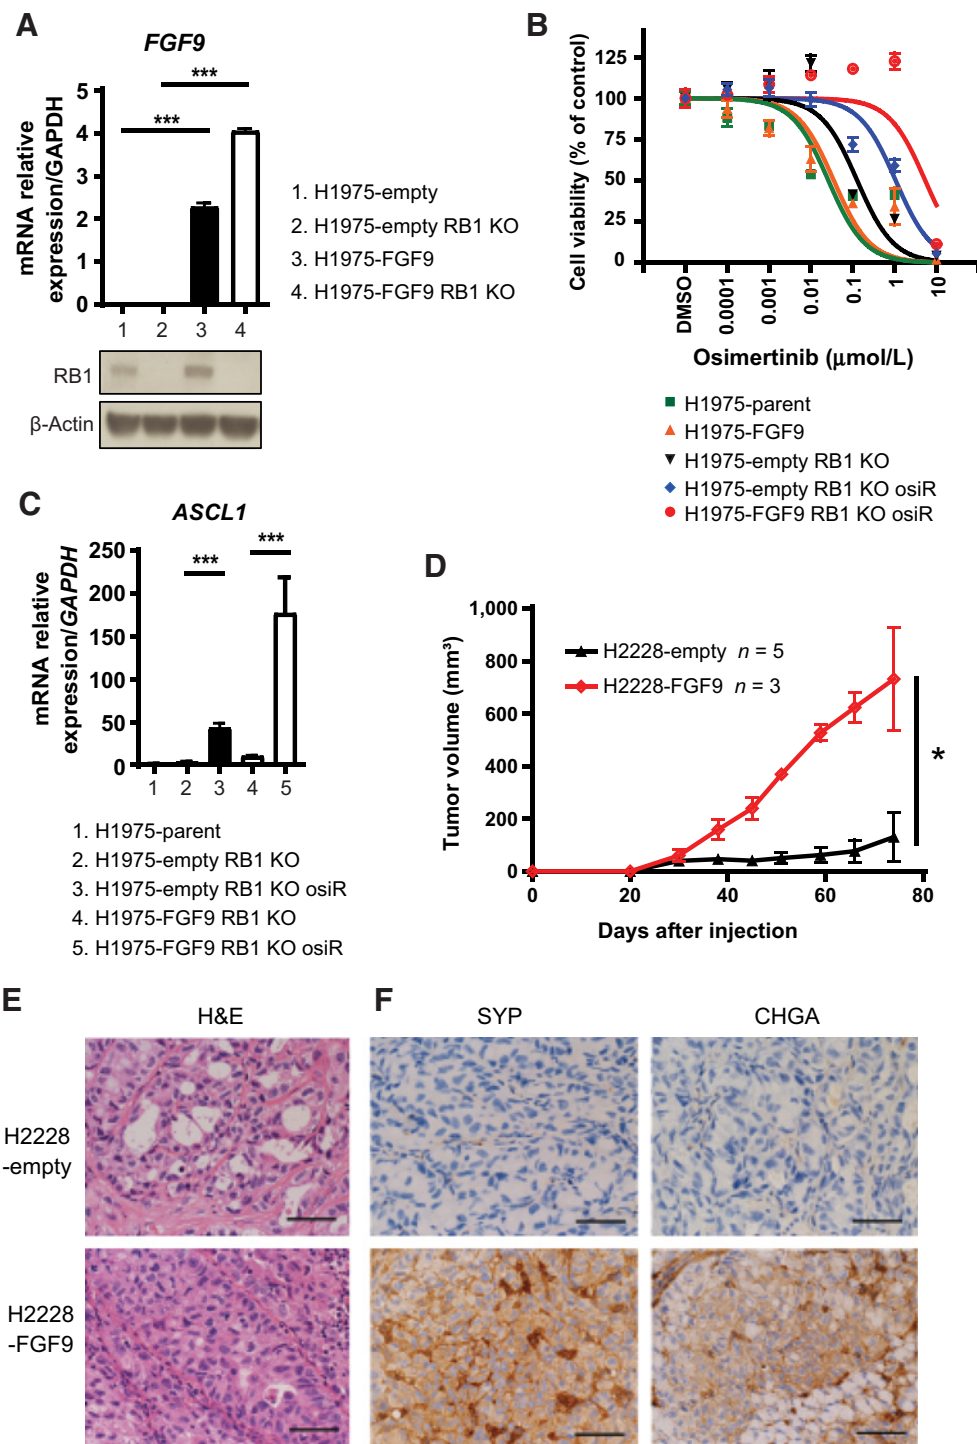 A
FGF9
***
***
mRNA relative
expression/GAPDH
5
4
3
2
1
0
1 2 3 4
1. H1975-empty
2. H1975-empty RB1 KO
3. H1975-FGF9
4. H1975-FGF9 RB1 KO
RB1
β-Actin
B
Cell viability (% of control)
125
100
75
50
25
0
DMSO
0.0001
0.001
0.01
0.1
1
10
Osimertinib (μmol/L)
H1975-parent
H1975-FGF9
H1975-empty RB1 KO
H1975-empty RB1 KO osiR
H1975-FGF9 RB1 KO osiR
C
ASCL1
***
***
mRNA relative
expression/GAPDH
250
200
150
100
50
0
1 2 3 4 5
1. H1975-parent
2. H1975-empty RB1 KO
3. H1975-empty RB1 KO osiR
4. H1975-FGF9 RB1 KO
5. H1975-FGF9 RB1 KO osiR
D
Tumor volume (mm³)
1,000
800
600
400
200
0
H2228-empty n = 5
H2228-FGF9 n = 3
*
0 20 40 60 80
Days after injection
E
H&E
F
SYP
CHGA
H2228
-empty
H2228
-FGF9